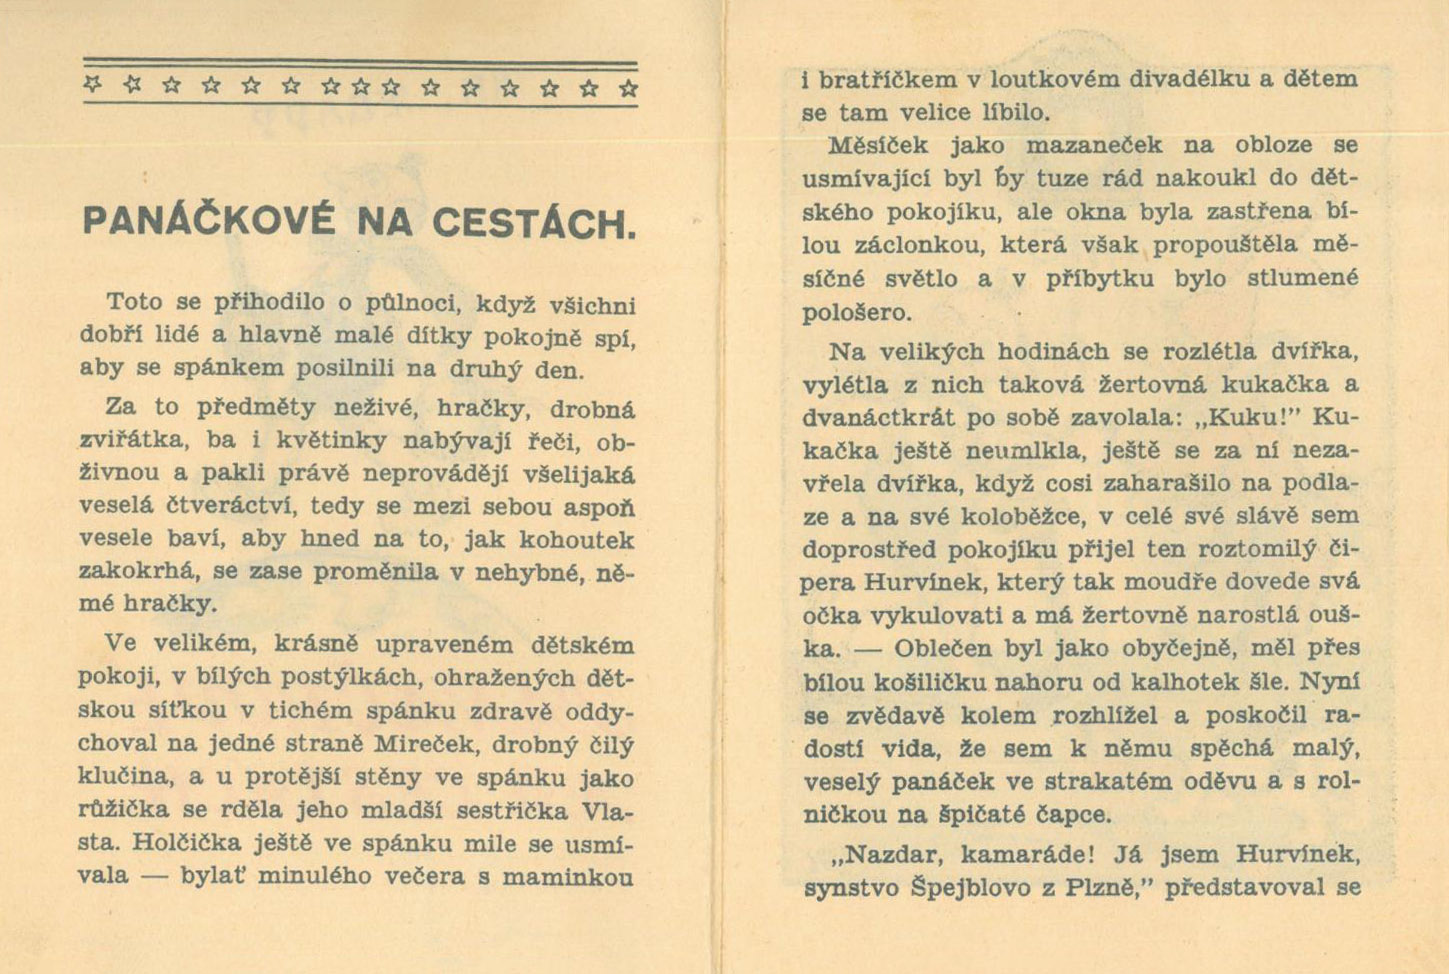 PANÁČKOVÉ NA CESTÁCH.
Toto se přihodilo o půlnoci, když všichni
dobří lidé a hlavně malé dítky pokojně spí,
aby se spánkem posilnili na druhý den.
Za to předměty neživé, hračky, drobná
zviřátka, ba i květinky nabývají řeči, ob-
živnou a pakli právě neprovádějí všelijaká
veselá čtveráctví, tedy se mezi sebou aspoň
vesele baví, aby hned na to, jak kohoutek
zakokrhá, se zase proměnila v nehybné, ně-
mé hračky.
Ve velikém, krásně upraveném dětském
pokoji, v bílých postýlkách, ohražených dět-
skou síťkou v tichém spánku zdravě oddy-
choval na jedné straně Mireček, drobný čilý
klučina, a u protější stěny ve spánku jako
růžička se rděla jeho mladší sestřička Vla-
sta. Holčička ještě ve spánku mile se usmí-
vala — bylať minulého večera s maminkou
i bratříčkem v loutkovém divadélku a dětem
se tam velice líbilo.
Měsíček jako mazaneček na obloze se
usmívající byl by tuze rád nakoukl do dět-
ského pokojíku, ale okna byla zastřena bí-
lou záclonkou, která však propouštěla mě-
síčné světlo a v příbytku bylo stlumené
pološero.
Na velikých hodinách se rozlétla dvířka,
vylétla z nich taková žertovná kukačka a
dvanáctkrát po sobě zavolala: „Kuku!” Ku-
kačka ještě neumlkla, ještě se za ní neza-
vřela dvířka, když cosi zaharašilo na podla-
ze a na své koloběžce, v celé své slávě sem
doprostřed pokojíku přijel ten roztomilý či-
pera Hurvínek, který tak moudře dovede svá
očka vykulovati a má žertovně narostlá ouš-
ka. — Oblečen byl jako obyčejně, měl přes
bílou košiličku nahoru od kalhotek šle. Nyní
se zvědavě kolem rozhlížel a poskočil ra-
dostí vida, že sem k němu spěchá malý,
veselý panáček ve strakatém oděvu a s rol-
ničkou na špičaté čapce.
„Nazdar, kamaráde! Já jsem Hurvínek,
synstvo Špejblovo z Plzně,” představoval se